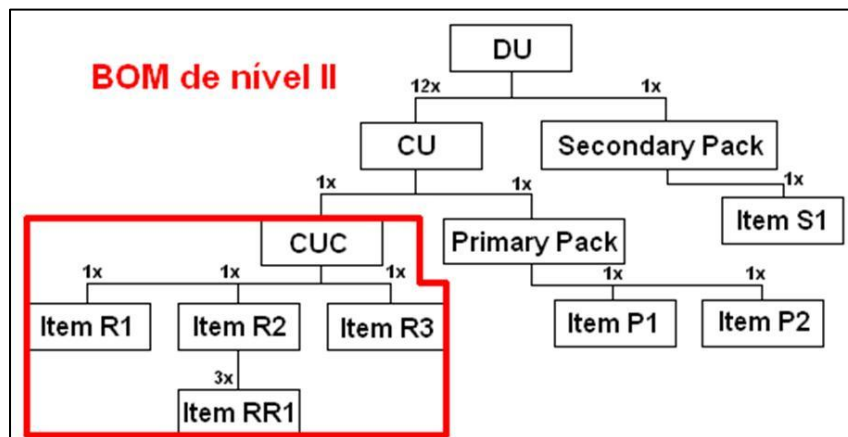 DU
BOM de nível II
12x
1x
CU
Secondary Pack
1x
1x
1x
Item S1
CUC
Primary Pack
1x
1x
1x
1x
1x
Item R1
Item R2
Item R3
Item P1
Item P2
3x
Item RR1